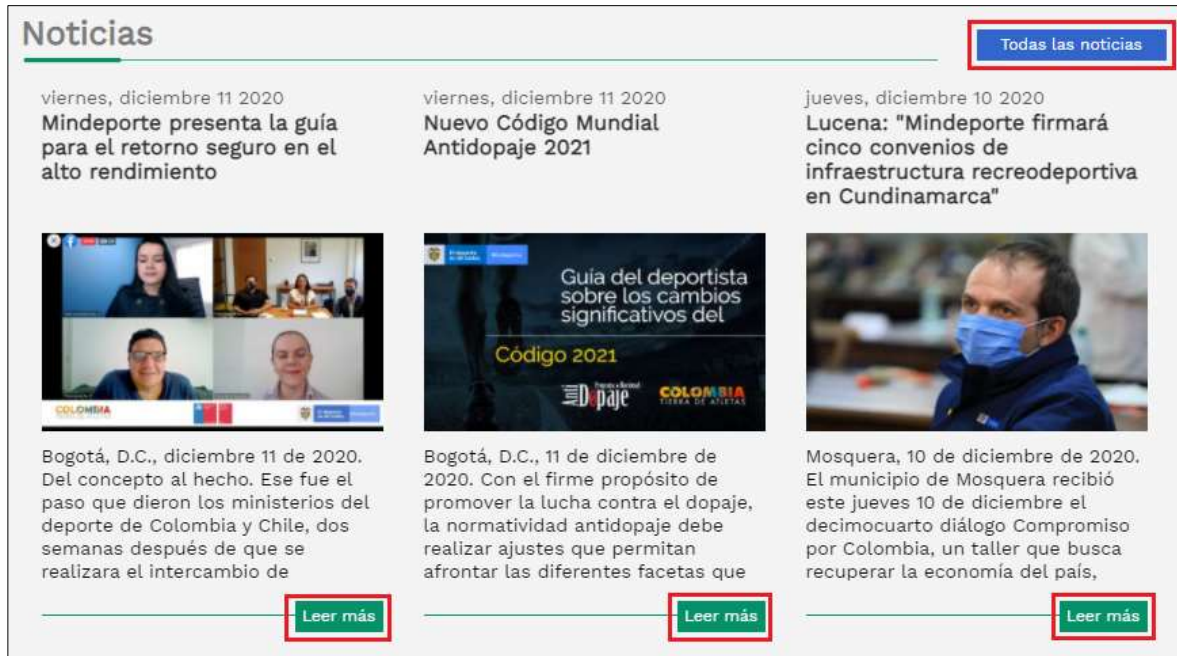 Noticias
Todas las noticias
viernes, diciembre 11 2020
Mindeporte presenta la guía
para el retorno seguro en el
alto rendimiento
viernes, diciembre 11 2020
Nuevo Código Mundial
Antidopaje 2021
jueves, diciembre 10 2020
Lucena: "Mindeporte firmará
cinco convenios de
infraestructura recreodeportiva
en Cundinamarca"
COLOMBIA
Guía del deportista
sobre los cambios
significativos del
Código 2021
COLOMBIA
TIERRA DE ATLETAS
Bogotá, D.C., diciembre 11 de 2020.
Del concepto al hecho. Ese fue el
paso que dieron los ministerios del
deporte de Colombia y Chile, dos
semanas después de que se
realizara el intercambio de
Leer más
Bogotá, D.C., 11 de diciembre de
2020. Con el firme propósito de
promover la lucha contra el dopaje,
la normatividad antidopaje debe
realizar ajustes que permitan
afrontar las diferentes facetas que
Leer más
Mosquera, 10 de diciembre de 2020.
El municipio de Mosquera recibió
este jueves 10 de diciembre el
decimocuarto diálogo Compromiso
por Colombia, un taller que busca
recuperar la economía del país,
Leer más